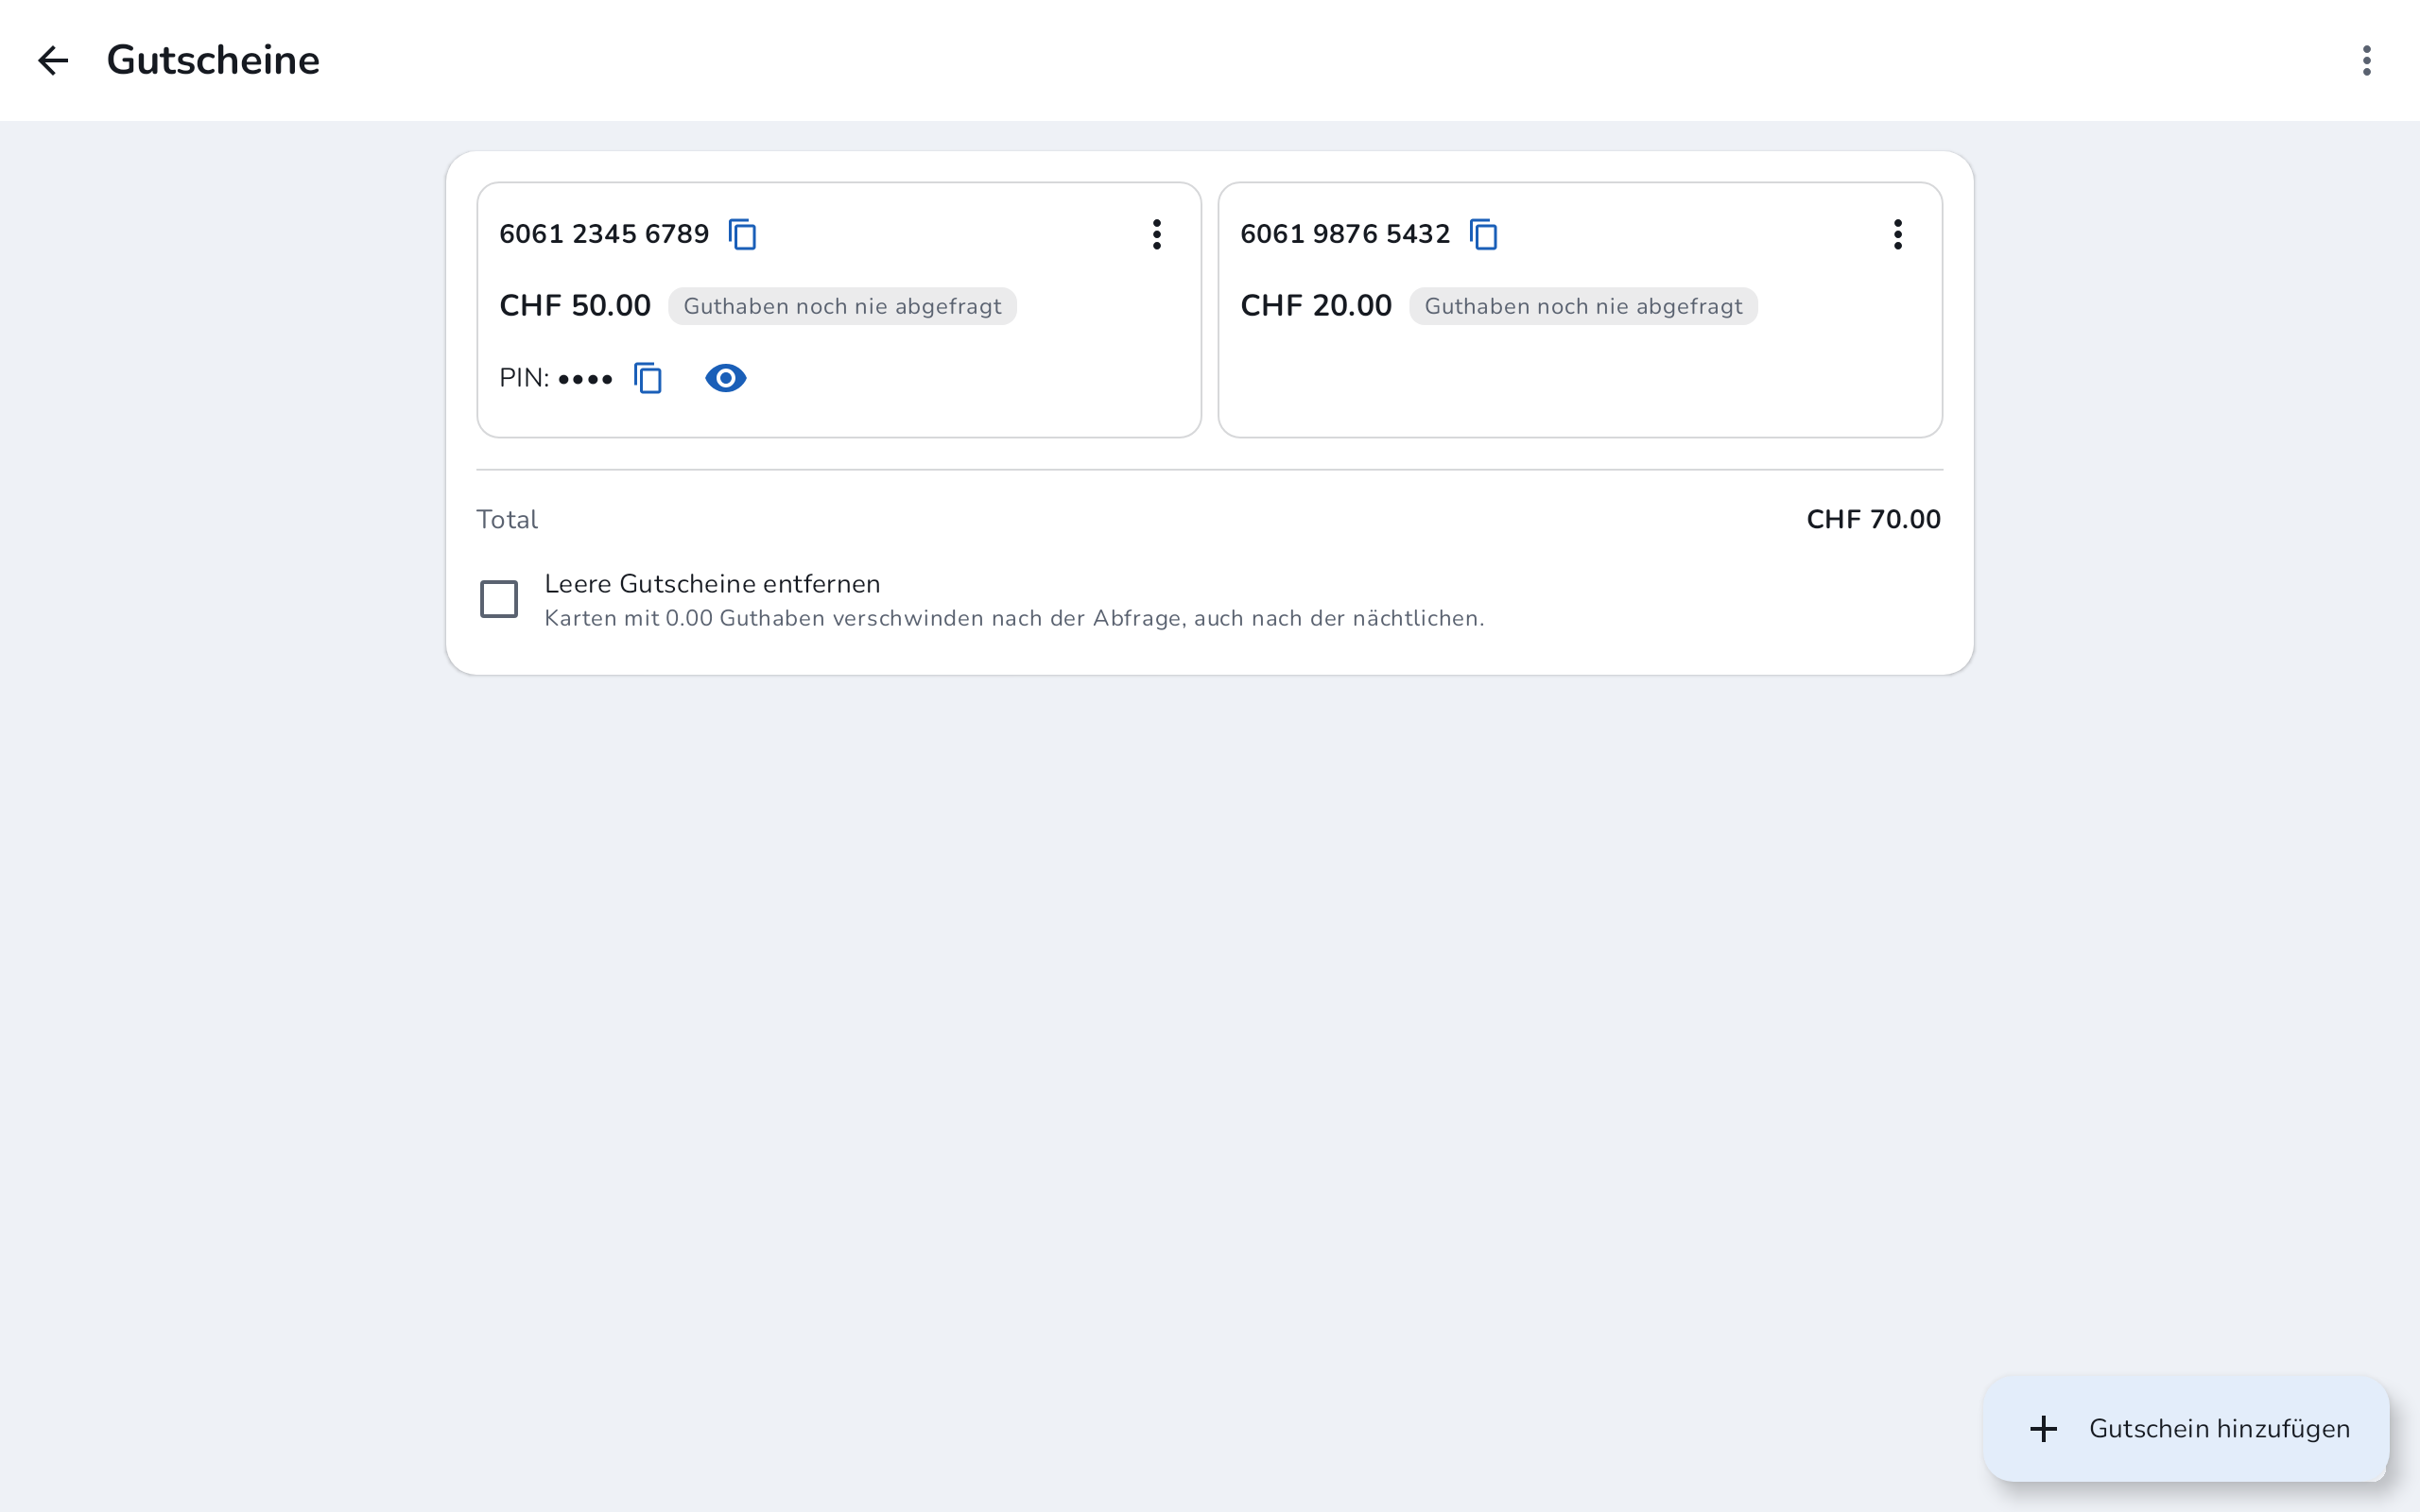 Gutscheine
6061 2345 6789
CHF 50.00 Guthaben noch nie abgefragt
PIN: ••••
6061 9876 5432
CHF 20.00 Guthaben noch nie abgefragt
Total CHF 70.00
Leere Gutscheine entfernen
Karten mit 0.00 Guthaben verschwinden nach der Abfrage, auch nach der nächtlichen.
Gutschein hinzufügen